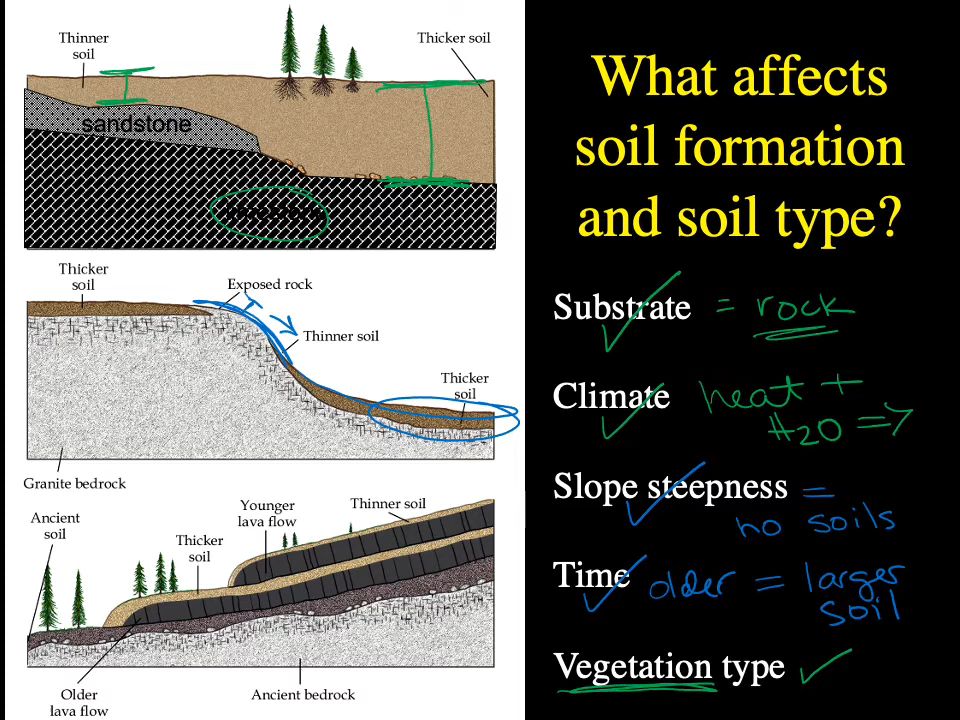 Thinner
soil
Thicker soil
sandstone
What affects
soil formation
and soil type?
Thicker
soil
Exposed rock
Thinner soil
Thicker
soil
Granite bedrock
Substrate = rock
Climate heat +
H2O =>
Slope steepness =
no soils
Time older = larger
soil
Vegetation type
Ancient
soil
Thicker
soil
Younger
lava flow
Thinner soil
Older
lava flow
Ancient bedrock